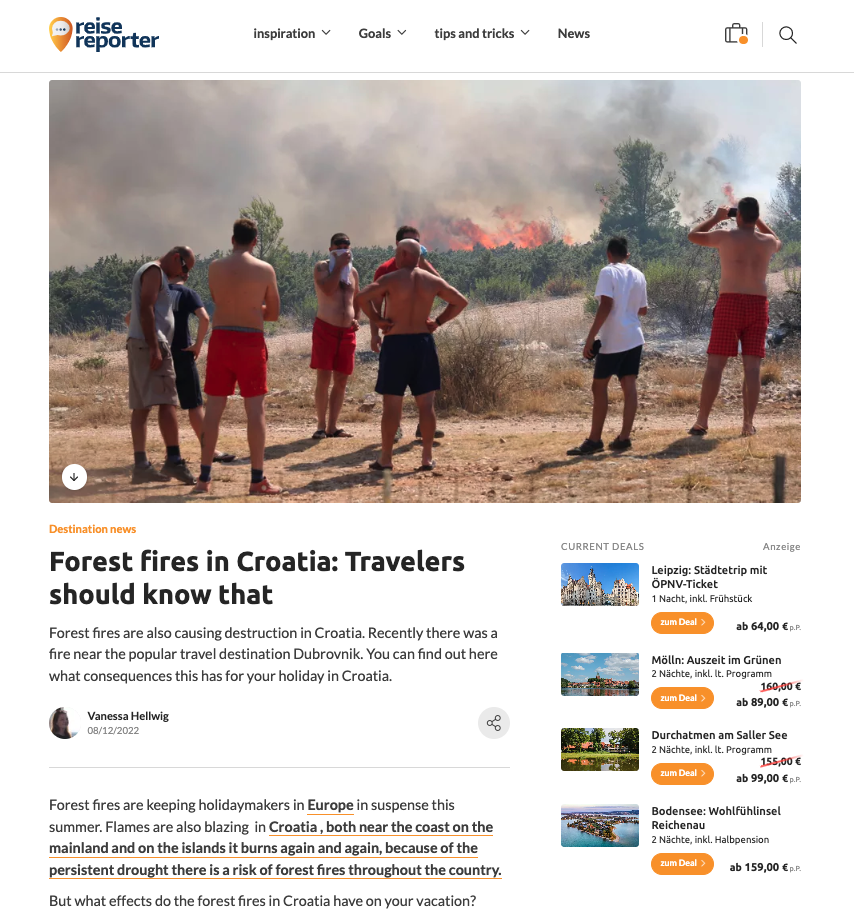 reise
reporter
inspiration
Goals
tips and tricks
News
Destination news
Forest fires in Croatia: Travelers
should know that
Forest fires are also causing destruction in Croatia. Recently there was a
fire near the popular travel destination Dubrovnik. You can find out here
what consequences this has for your holiday in Croatia.
Vanessa Hellwig
08/12/2022
Forest fires are keeping holidaymakers in Europe in suspense this
summer. Flames are also blazing in Croatia , both near the coast on the
mainland and on the islands it burns again and again, because of the
persistent drought there is a risk of forest fires throughout the country.
But what effects do the forest fires in Croatia have on your vacation?
CURRENT DEALS
Anzeige
Leipzig: Städtetrip mit
ÖPNV-Ticket
1 Nacht, inkl. Frühstück
zum Deal
ab 64,00 € p.P.
Mölln: Auszeit im Grünen
2 Nächte, inkl. lt. Programm
160,00 €
zum Deal
ab 89,00 € p.P.
Durchatmen am Saller See
2 Nächte, inkl. lt. Programm
155,00 €
zum Deal
ab 99,00 € p.P.
Bodensee: Wohlfühlinsel
Reichenau
2 Nächte, inkl. Halbpension
zum Deal
ab 159,00 € p.P.